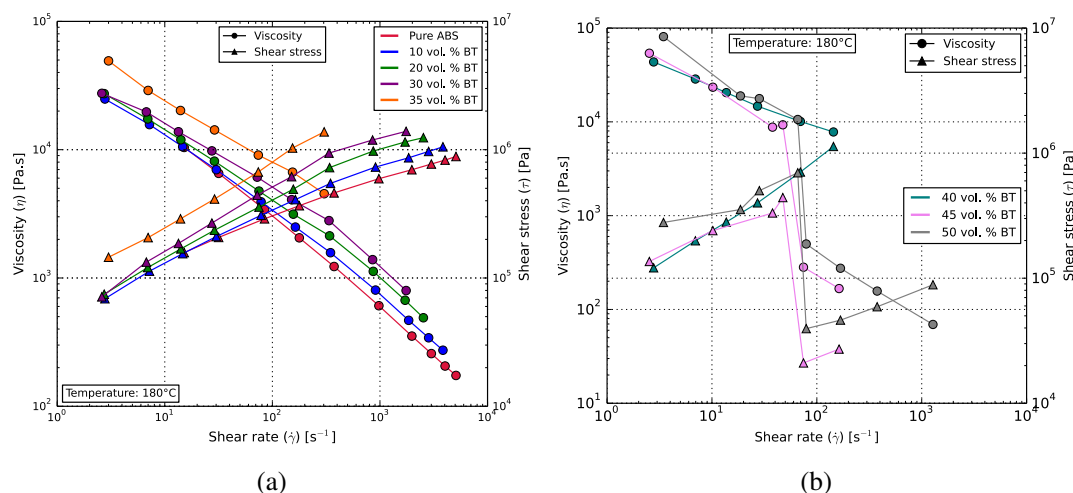 10^5
10^4
10^3
10^2
Viscosity (η) [Pa.s]
Viscosity
Shear stress
Pure ABS
10 vol. % BT
20 vol. % BT
30 vol. % BT
35 vol. % BT
Temperature: 180°C
10^7
10^6
10^5
10^4
Shear stress (τ) [Pa]
10^0 10^1 10^2 10^3 10^4
Shear rate (γ̇) [s⁻¹]
(a)
10^5
10^4
10^3
10^2
10^1
Viscosity (η) [Pa.s]
Temperature: 180°C
Viscosity
Shear stress
40 vol. % BT
45 vol. % BT
50 vol. % BT
10^7
10^6
10^5
10^4
Shear stress (τ) [Pa]
10^0 10^1 10^2 10^3 10^4
Shear rate (γ̇) [s⁻¹]
(b)